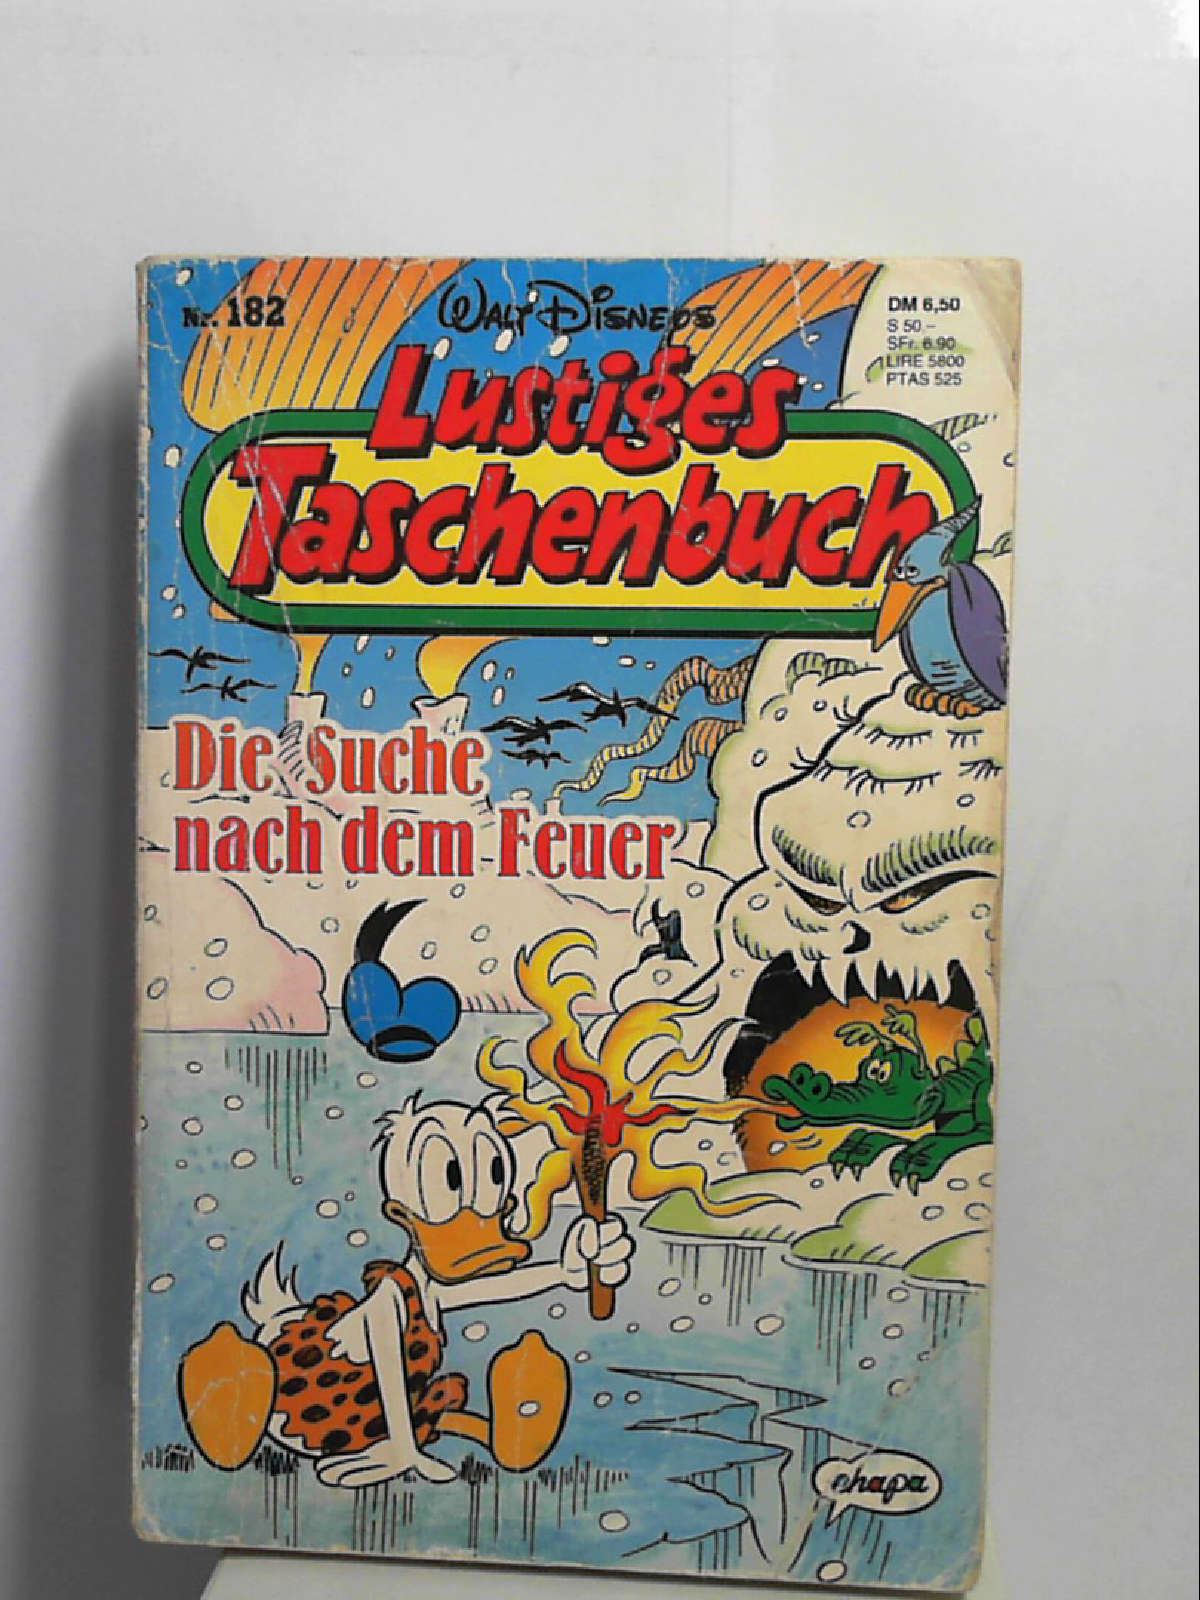 Nr. 182
WALT DISNEYS
DM 6,50
S 50.–
SFr. 6.90
LIRE 5800
PTAS 525
Lustiges
Taschenbuch
Die Suche
nach dem Feuer
ehapa